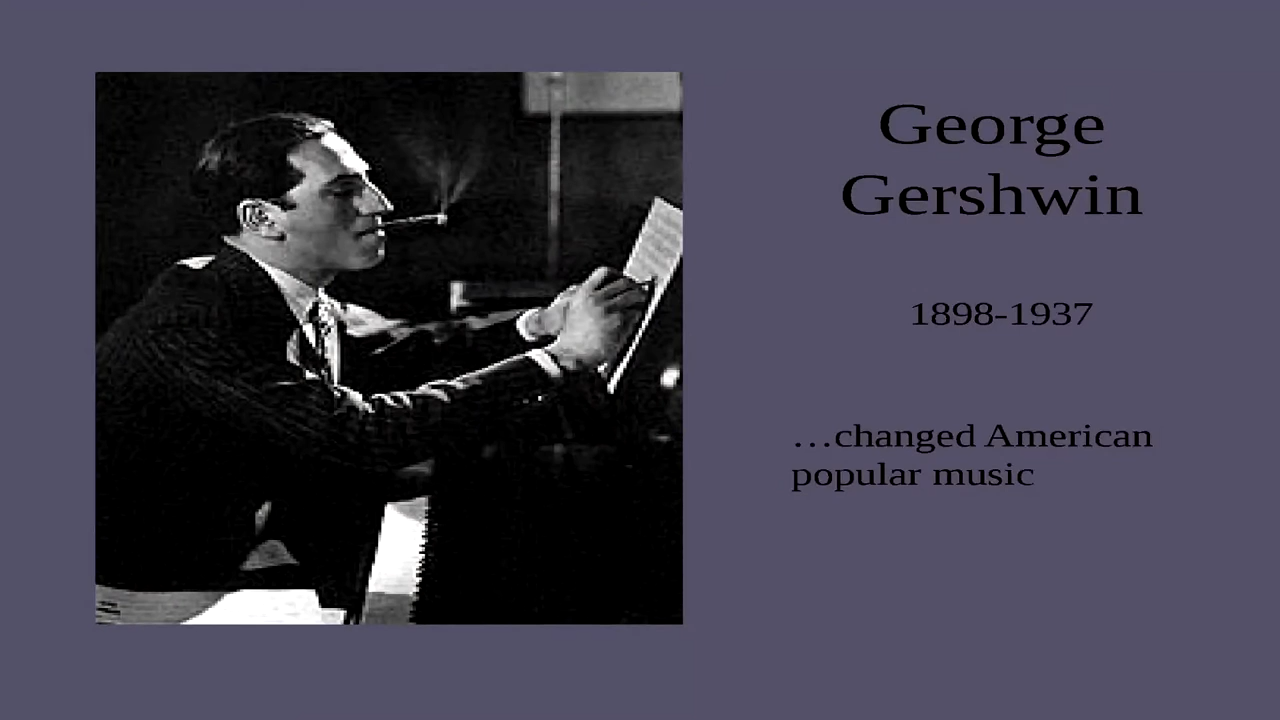 George
Gershwin
1898-1937
…changed American
popular music